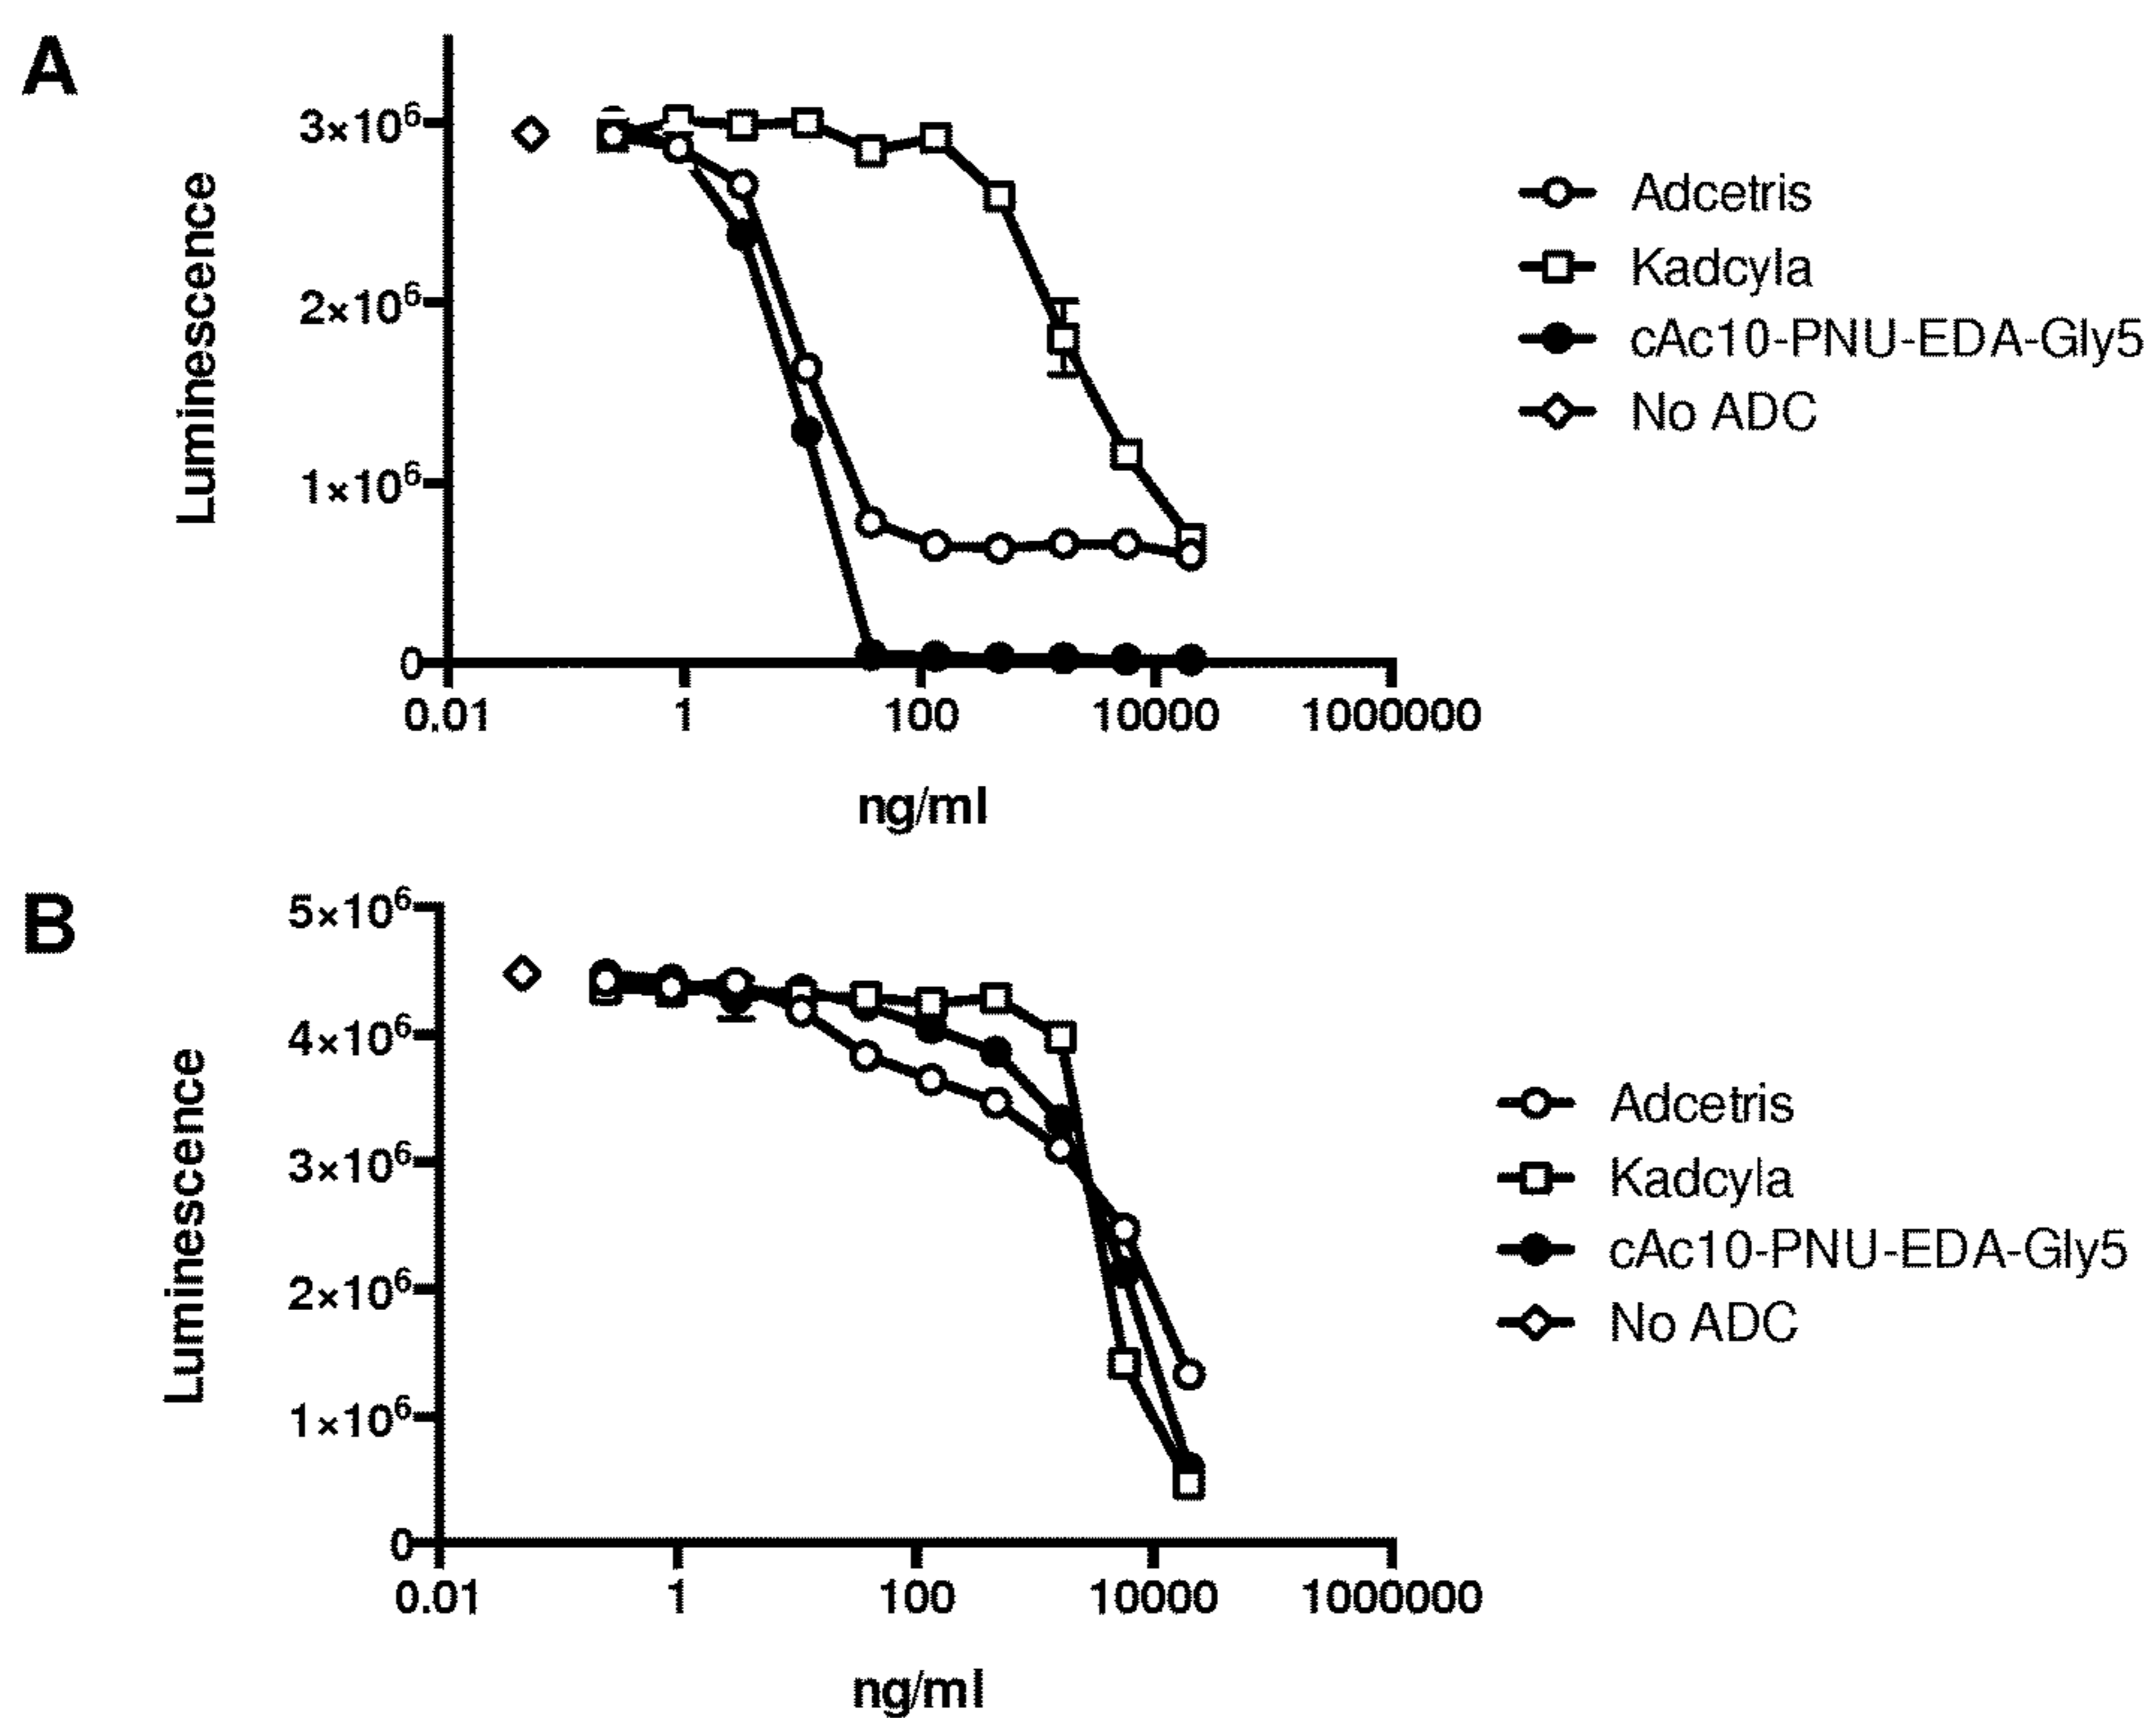 A
3×10⁶
2×10⁶
1×10⁶
0
Luminescence
0.01
1
100
10000
1000000
ng/ml
Adcetris
Kadcyla
cAc10-PNU-EDA-Gly5
No ADC
B
5×10⁶
4×10⁶
3×10⁶
2×10⁶
1×10⁶
0
Luminescence
0.01
1
100
10000
1000000
ng/ml
Adcetris
Kadcyla
cAc10-PNU-EDA-Gly5
No ADC